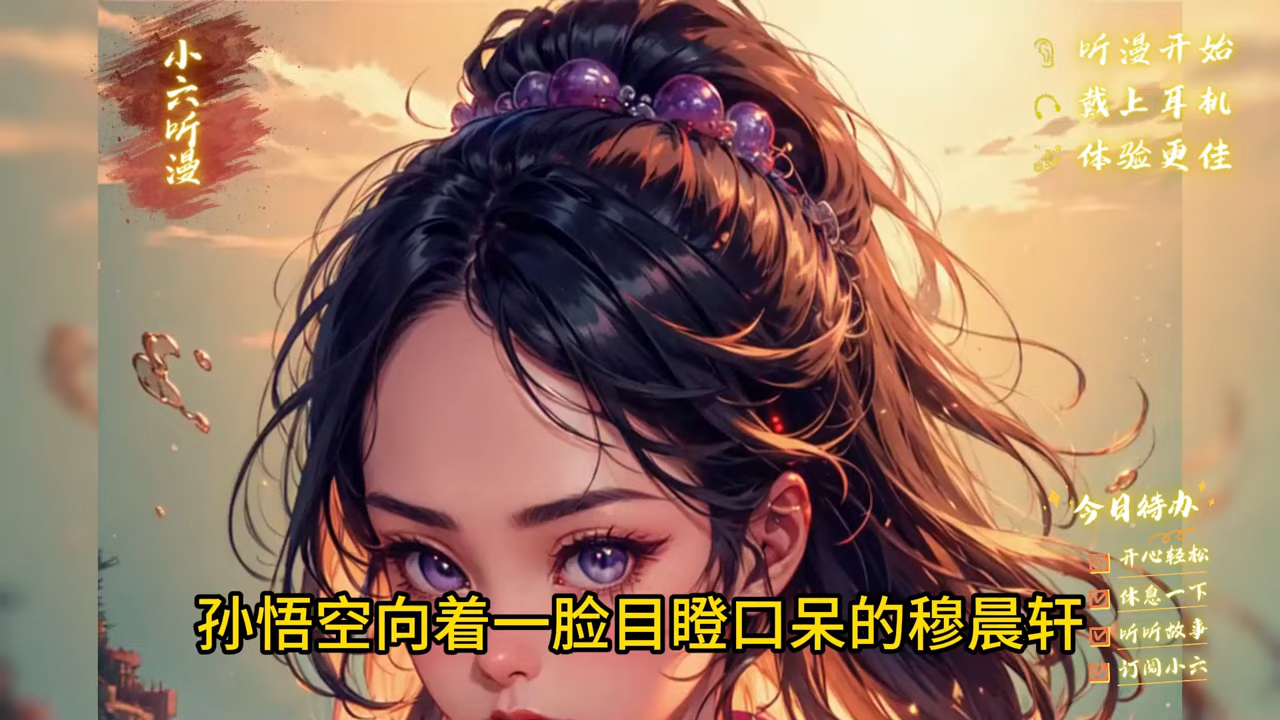 小六听漫
听漫开始
戴上耳机
体验更佳
今日待办
开心轻松
休息一下
听听故事
订阅小六
孙悟空向着一脸目瞪口呆的穆晨轩